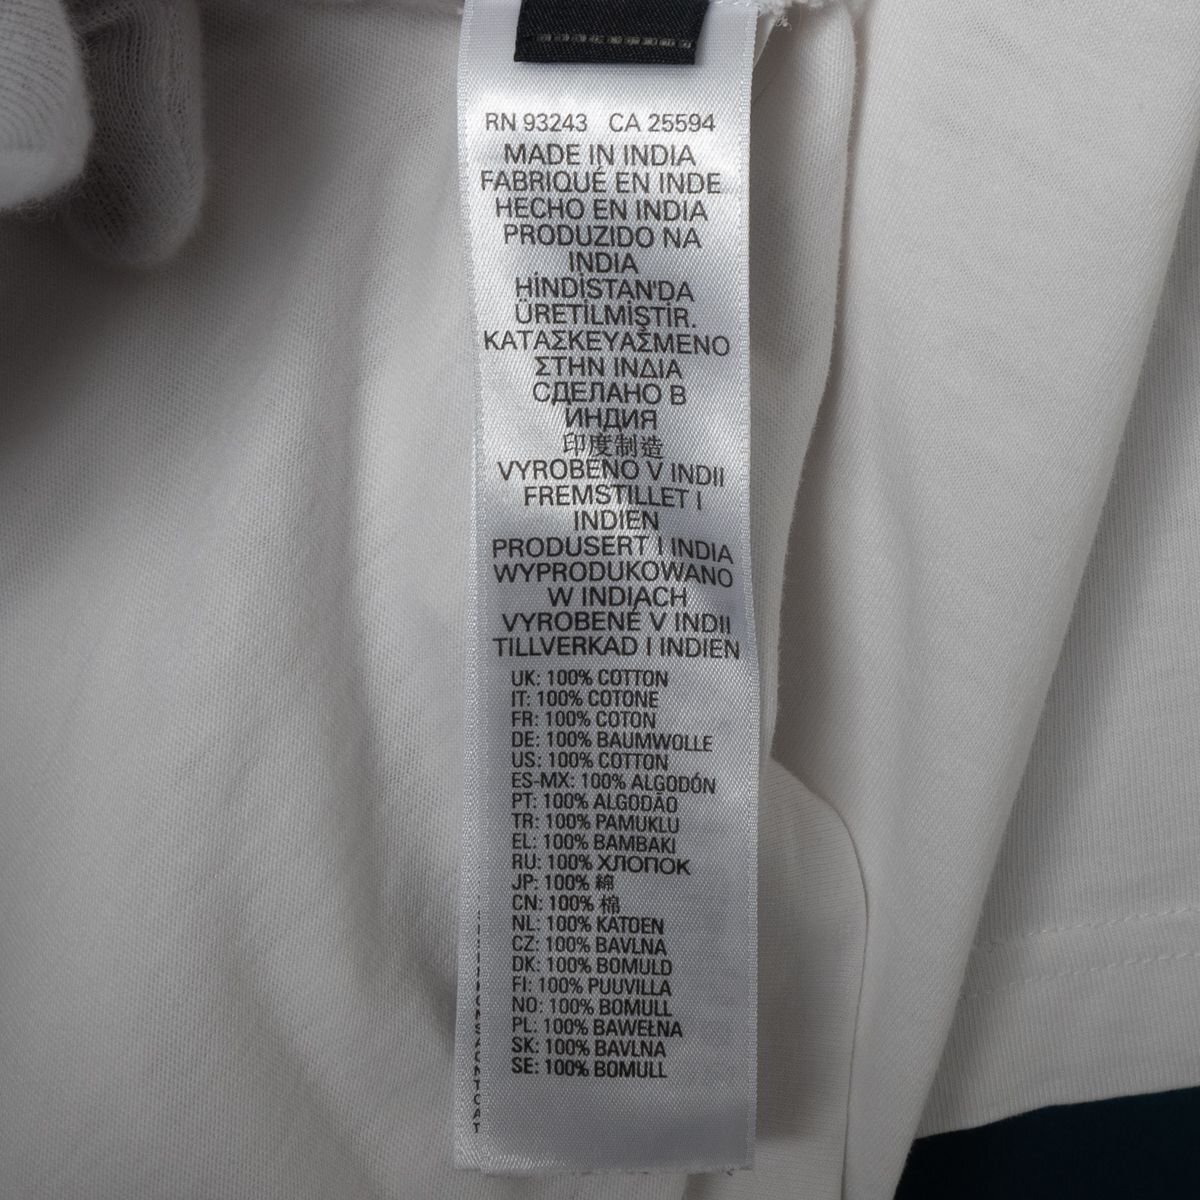 RN 93243 CA 25594
MADE IN INDIA
FABRIQUÉ EN INDE
HECHO EN INDIA
PRODUZIDO NA
INDIA
HİNDİSTAN'DA
ÜRETİLMİŞTİR.
ΚΑΤΑΣΚΕΥΑΣΜΕΝΟ
ΣΤΗΝ ΙΝΔΙΑ
СДЕЛАНО В
ИНДИЯ
印度制造
VYROBENO V INDII
FREMSTILLET I
INDIEN
PRODUSERT I INDIA
WYPRODUKOWANO
W INDIACH
VYROBENÉ V INDII
TILLVERKAD I INDIEN
UK: 100% COTTON
IT: 100% COTONE
FR: 100% COTON
DE: 100% BAUMWOLLE
US: 100% COTTON
ES-MX: 100% ALGODÓN
PT: 100% ALGODÃO
TR: 100% PAMUKLU
EL: 100% ΒΑΜΒΑΚΙ
RU: 100% ХЛОПОК
JP: 100% 綿
CN: 100% 棉
NL: 100% KATOEN
CZ: 100% BAVLNA
DK: 100% BOMULD
FI: 100% PUUVILLA
NO: 100% BOMULL
PL: 100% BAWEŁNA
SK: 100% BAVLNA
SE: 100% BOMULL